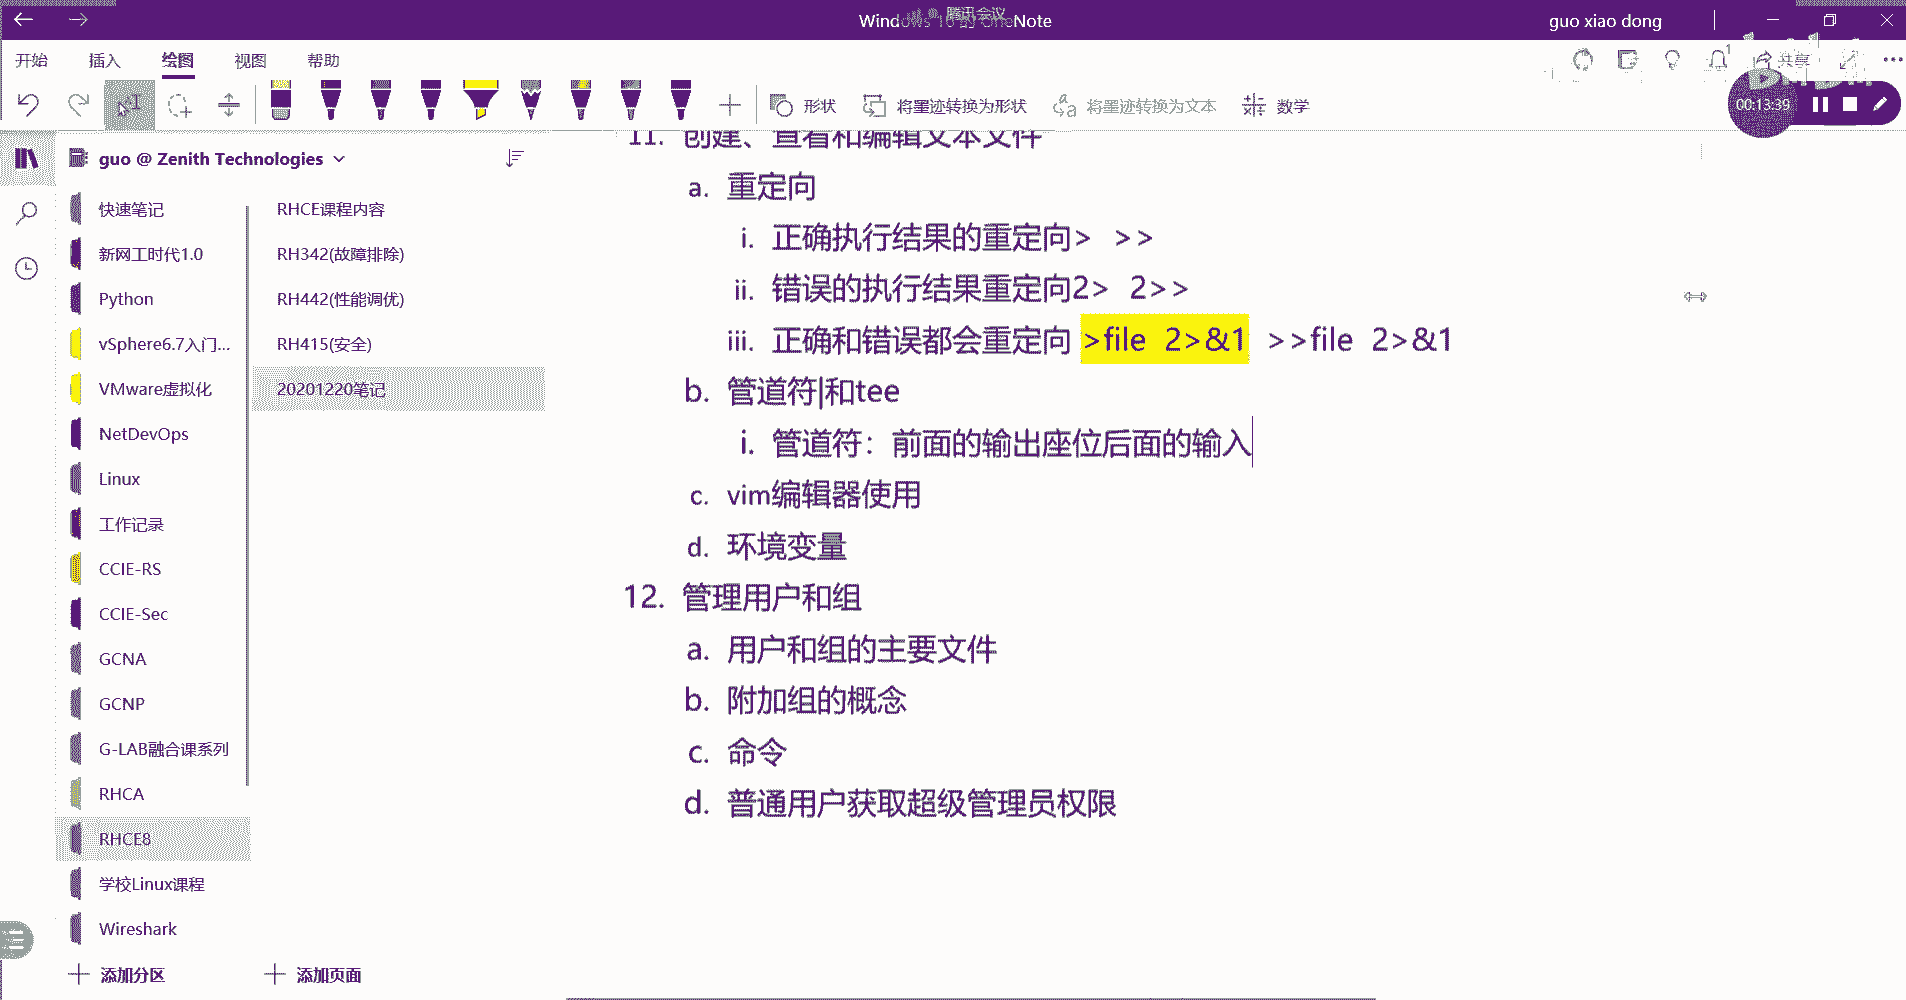 Windows 10 by OneNote
腾讯会议
guo xiao dong
开始 插入 绘图 视图 帮助
共享
形状 将墨迹转换为形状 将墨迹转换为文本 数学
00:13:39
guo @ Zenith Technologies
快速笔记
新网工时代1.0
Python
vSphere6.7入门...
VMware虚拟化
NetDevOps
Linux
工作记录
CCIE-RS
CCIE-Sec
GCNA
GCNP
G-LAB融合课系列
RHCA
RHCE8
学校Linux课程
Wireshark
添加分区
RHCE课程内容
RH342(故障排除)
RH442(性能调优)
RH415(安全)
20201220笔记
添加页面
11. 创建、查看和编辑文本文件
a. 重定向
i. 正确执行结果的重定向> >>
ii. 错误的执行结果重定向2> 2>>
iii. 正确和错误都会重定向 >file 2>&1 >>file 2>&1
b. 管道符|和tee
i. 管道符：前面的输出座位后面的输入
c. vim编辑器使用
d. 环境变量
12. 管理用户和组
a. 用户和组的主要文件
b. 附加组的概念
c. 命令
d. 普通用户获取超级管理员权限